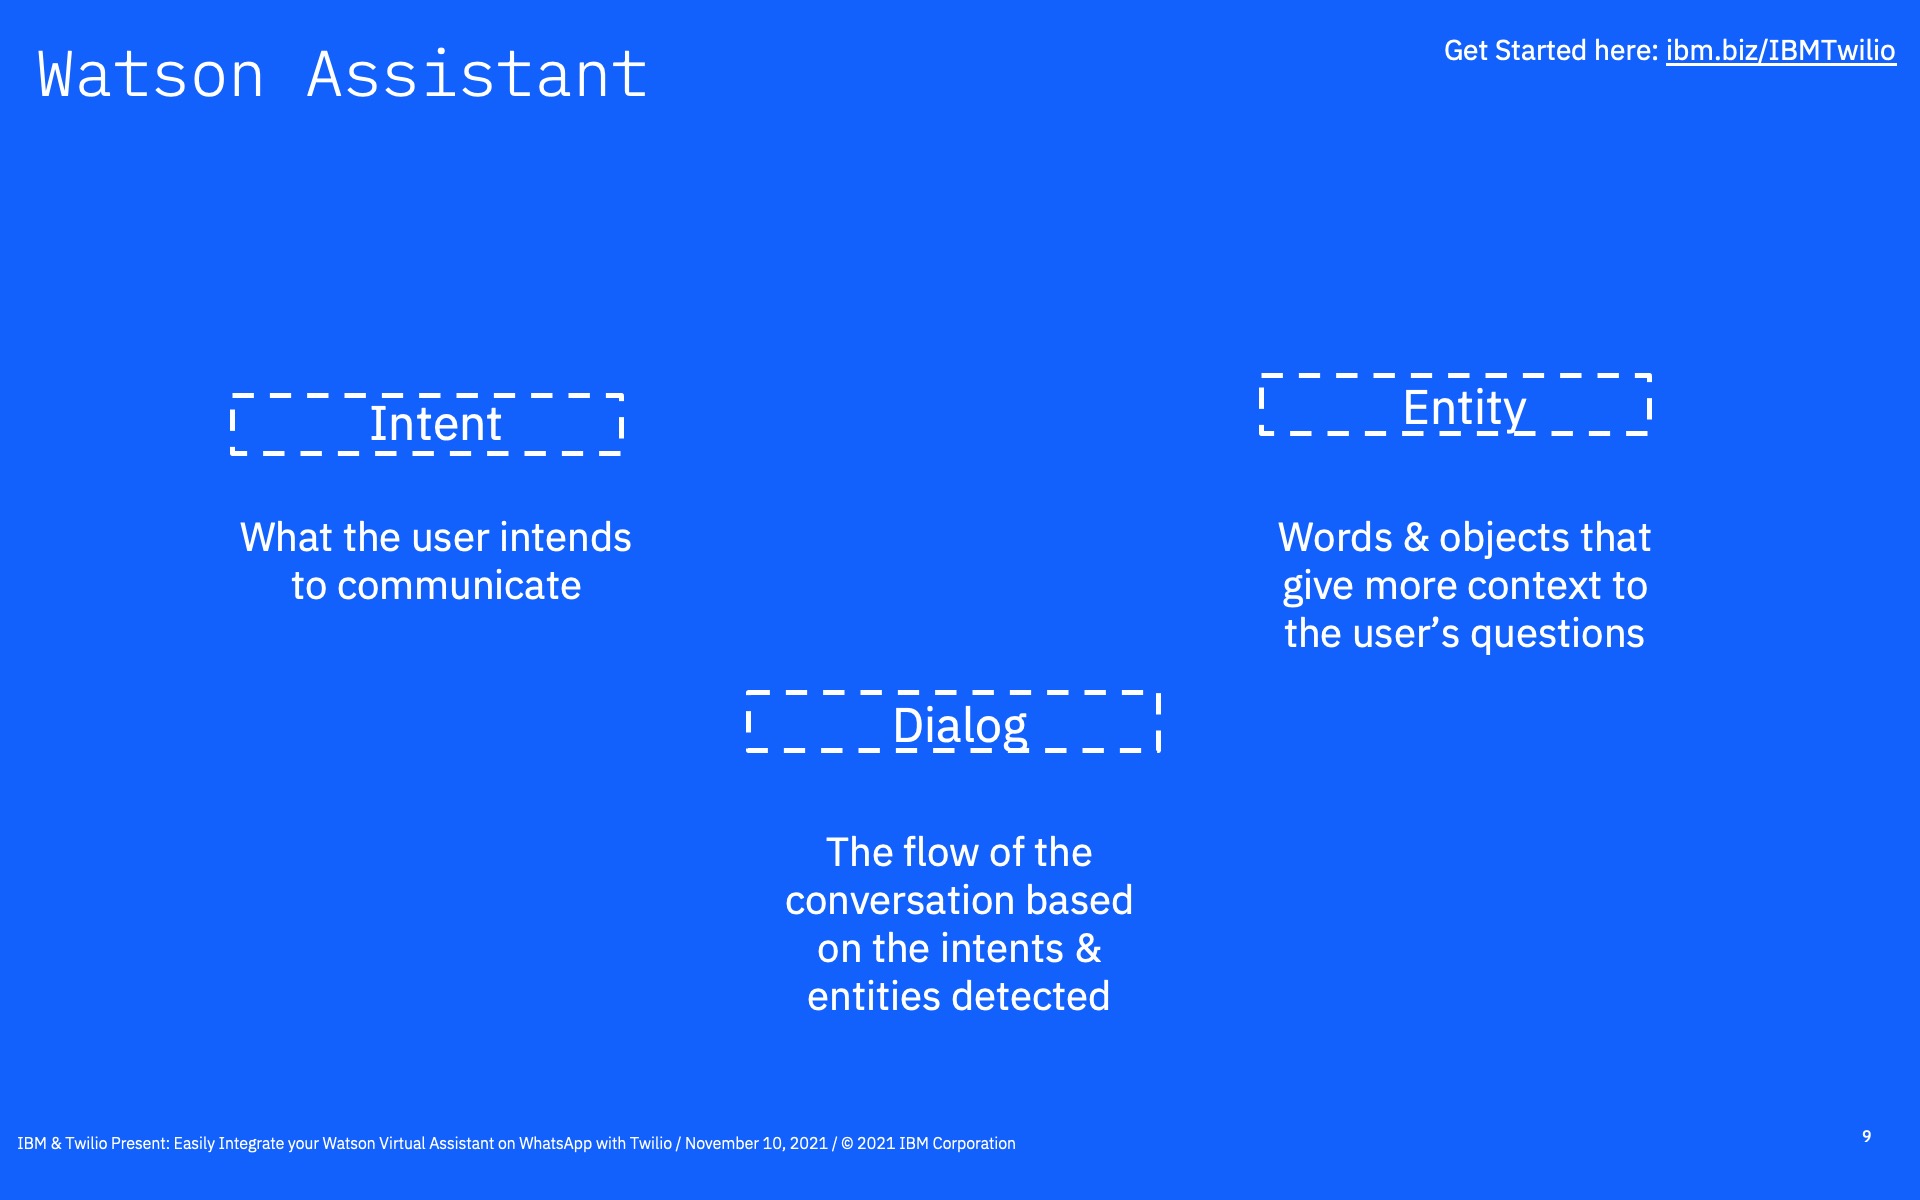 Watson Assistant
Get Started here: ibm.biz/IBMTwilio
Intent
What the user intends
to communicate
Entity
Words & objects that
give more context to
the user’s questions
Dialog
The flow of the
conversation based
on the intents &
entities detected
IBM & Twilio Present: Easily Integrate your Watson Virtual Assistant on WhatsApp with Twilio / November 10, 2021 / © 2021 IBM Corporation
9